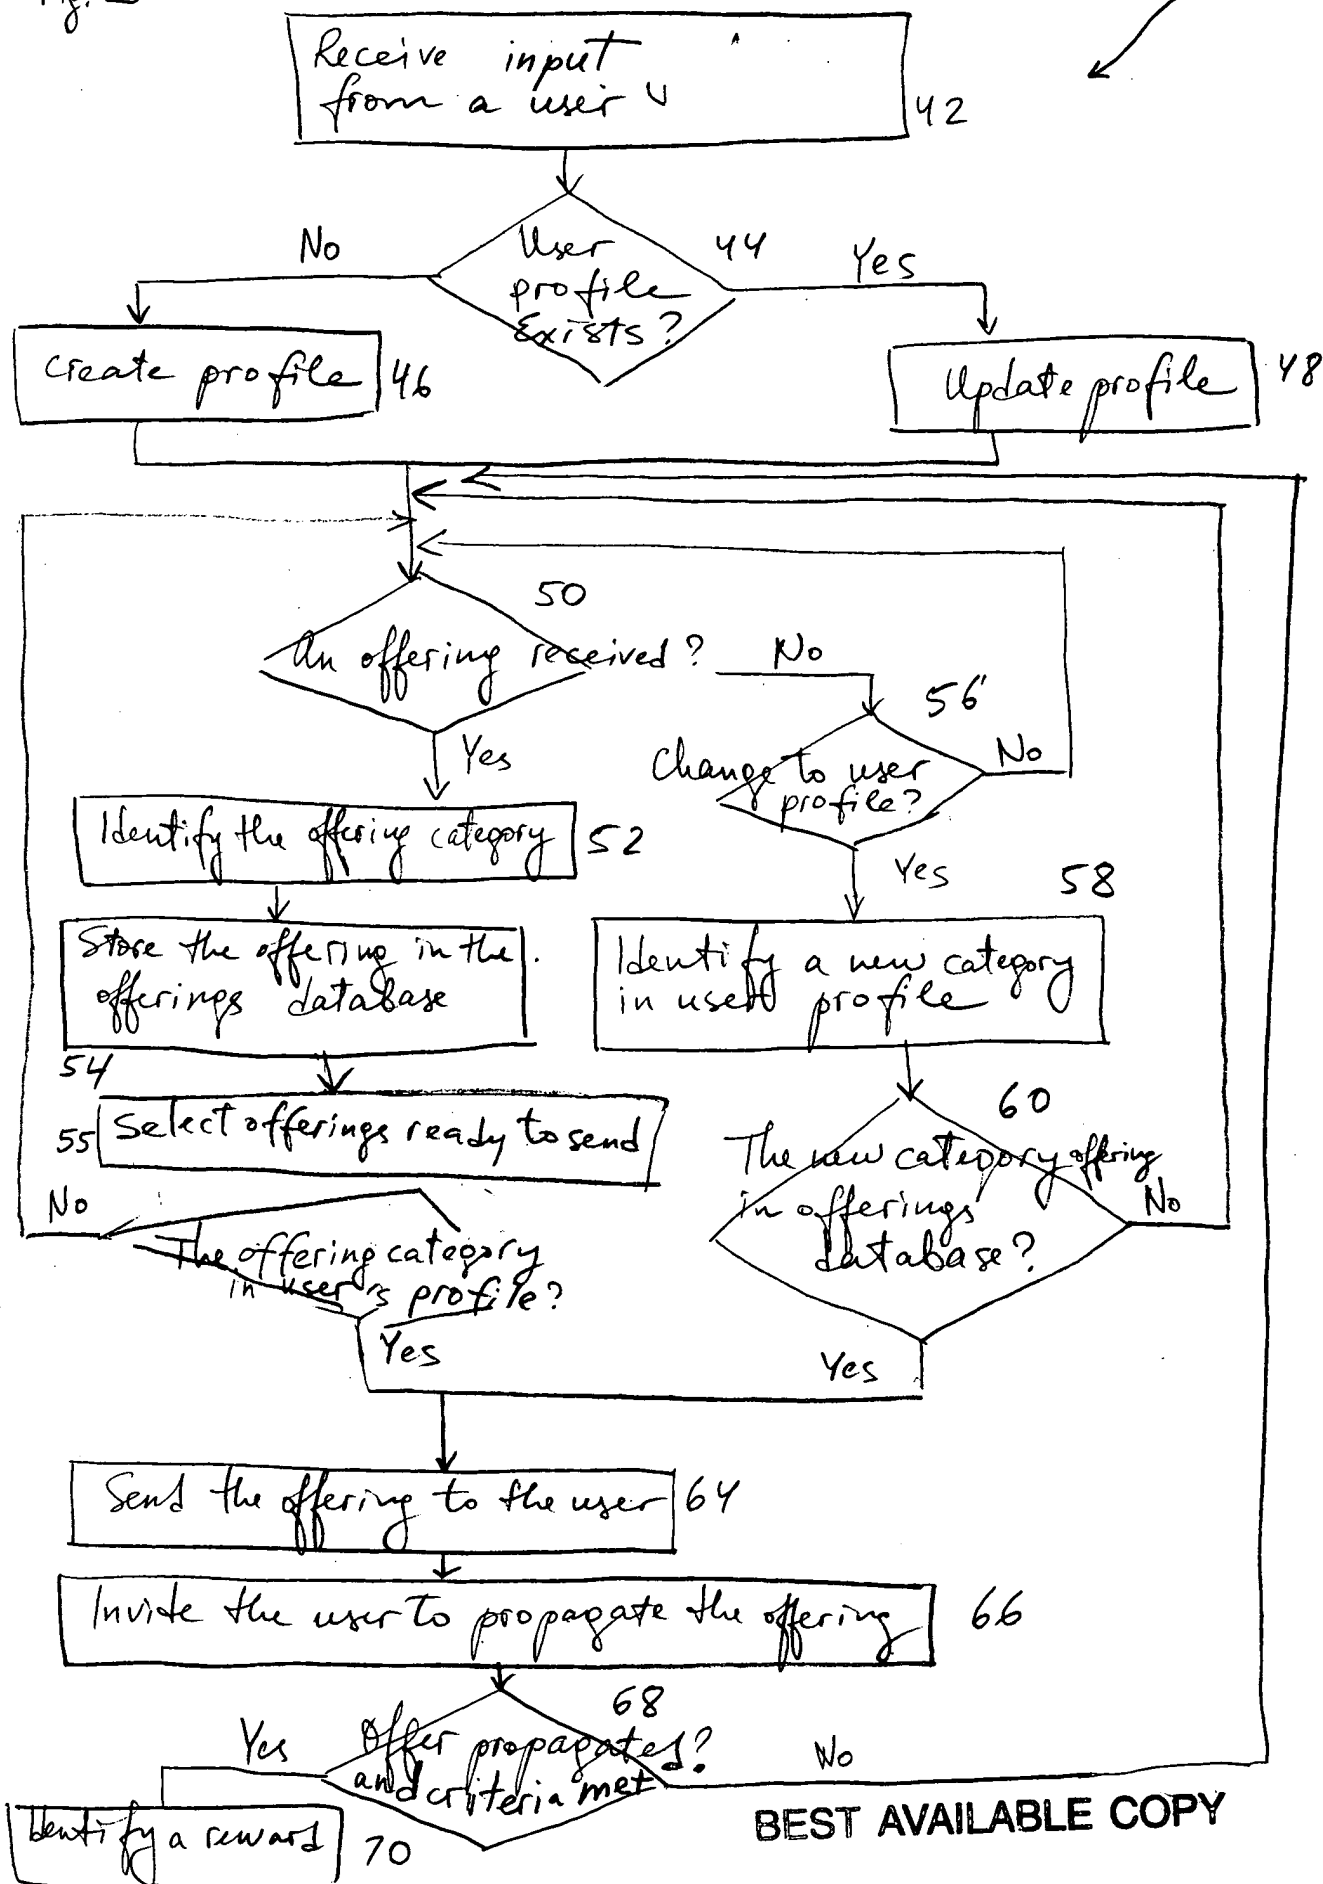 Fig.
Receive input
from a user
42
User
profile
Exists?
44
No
Yes
Create profile
46
Update profile
48
50
An offering received?
No
Yes
56
Change to user
profile?
No
Yes
Identify the offering category
52
58
Store the offering in the
offerings database
54
Identify a new category
in user profile
55
Select offerings ready to send
60
The new category offering
in offerings
database?
No
No
The offering category
in user's profile?
Yes
Yes
Send the offering to the user
64
Invite the user to propagate the offering
66
68
Offer propagated?
and criteria met
Yes
No
Identify a reward
70
BEST AVAILABLE COPY